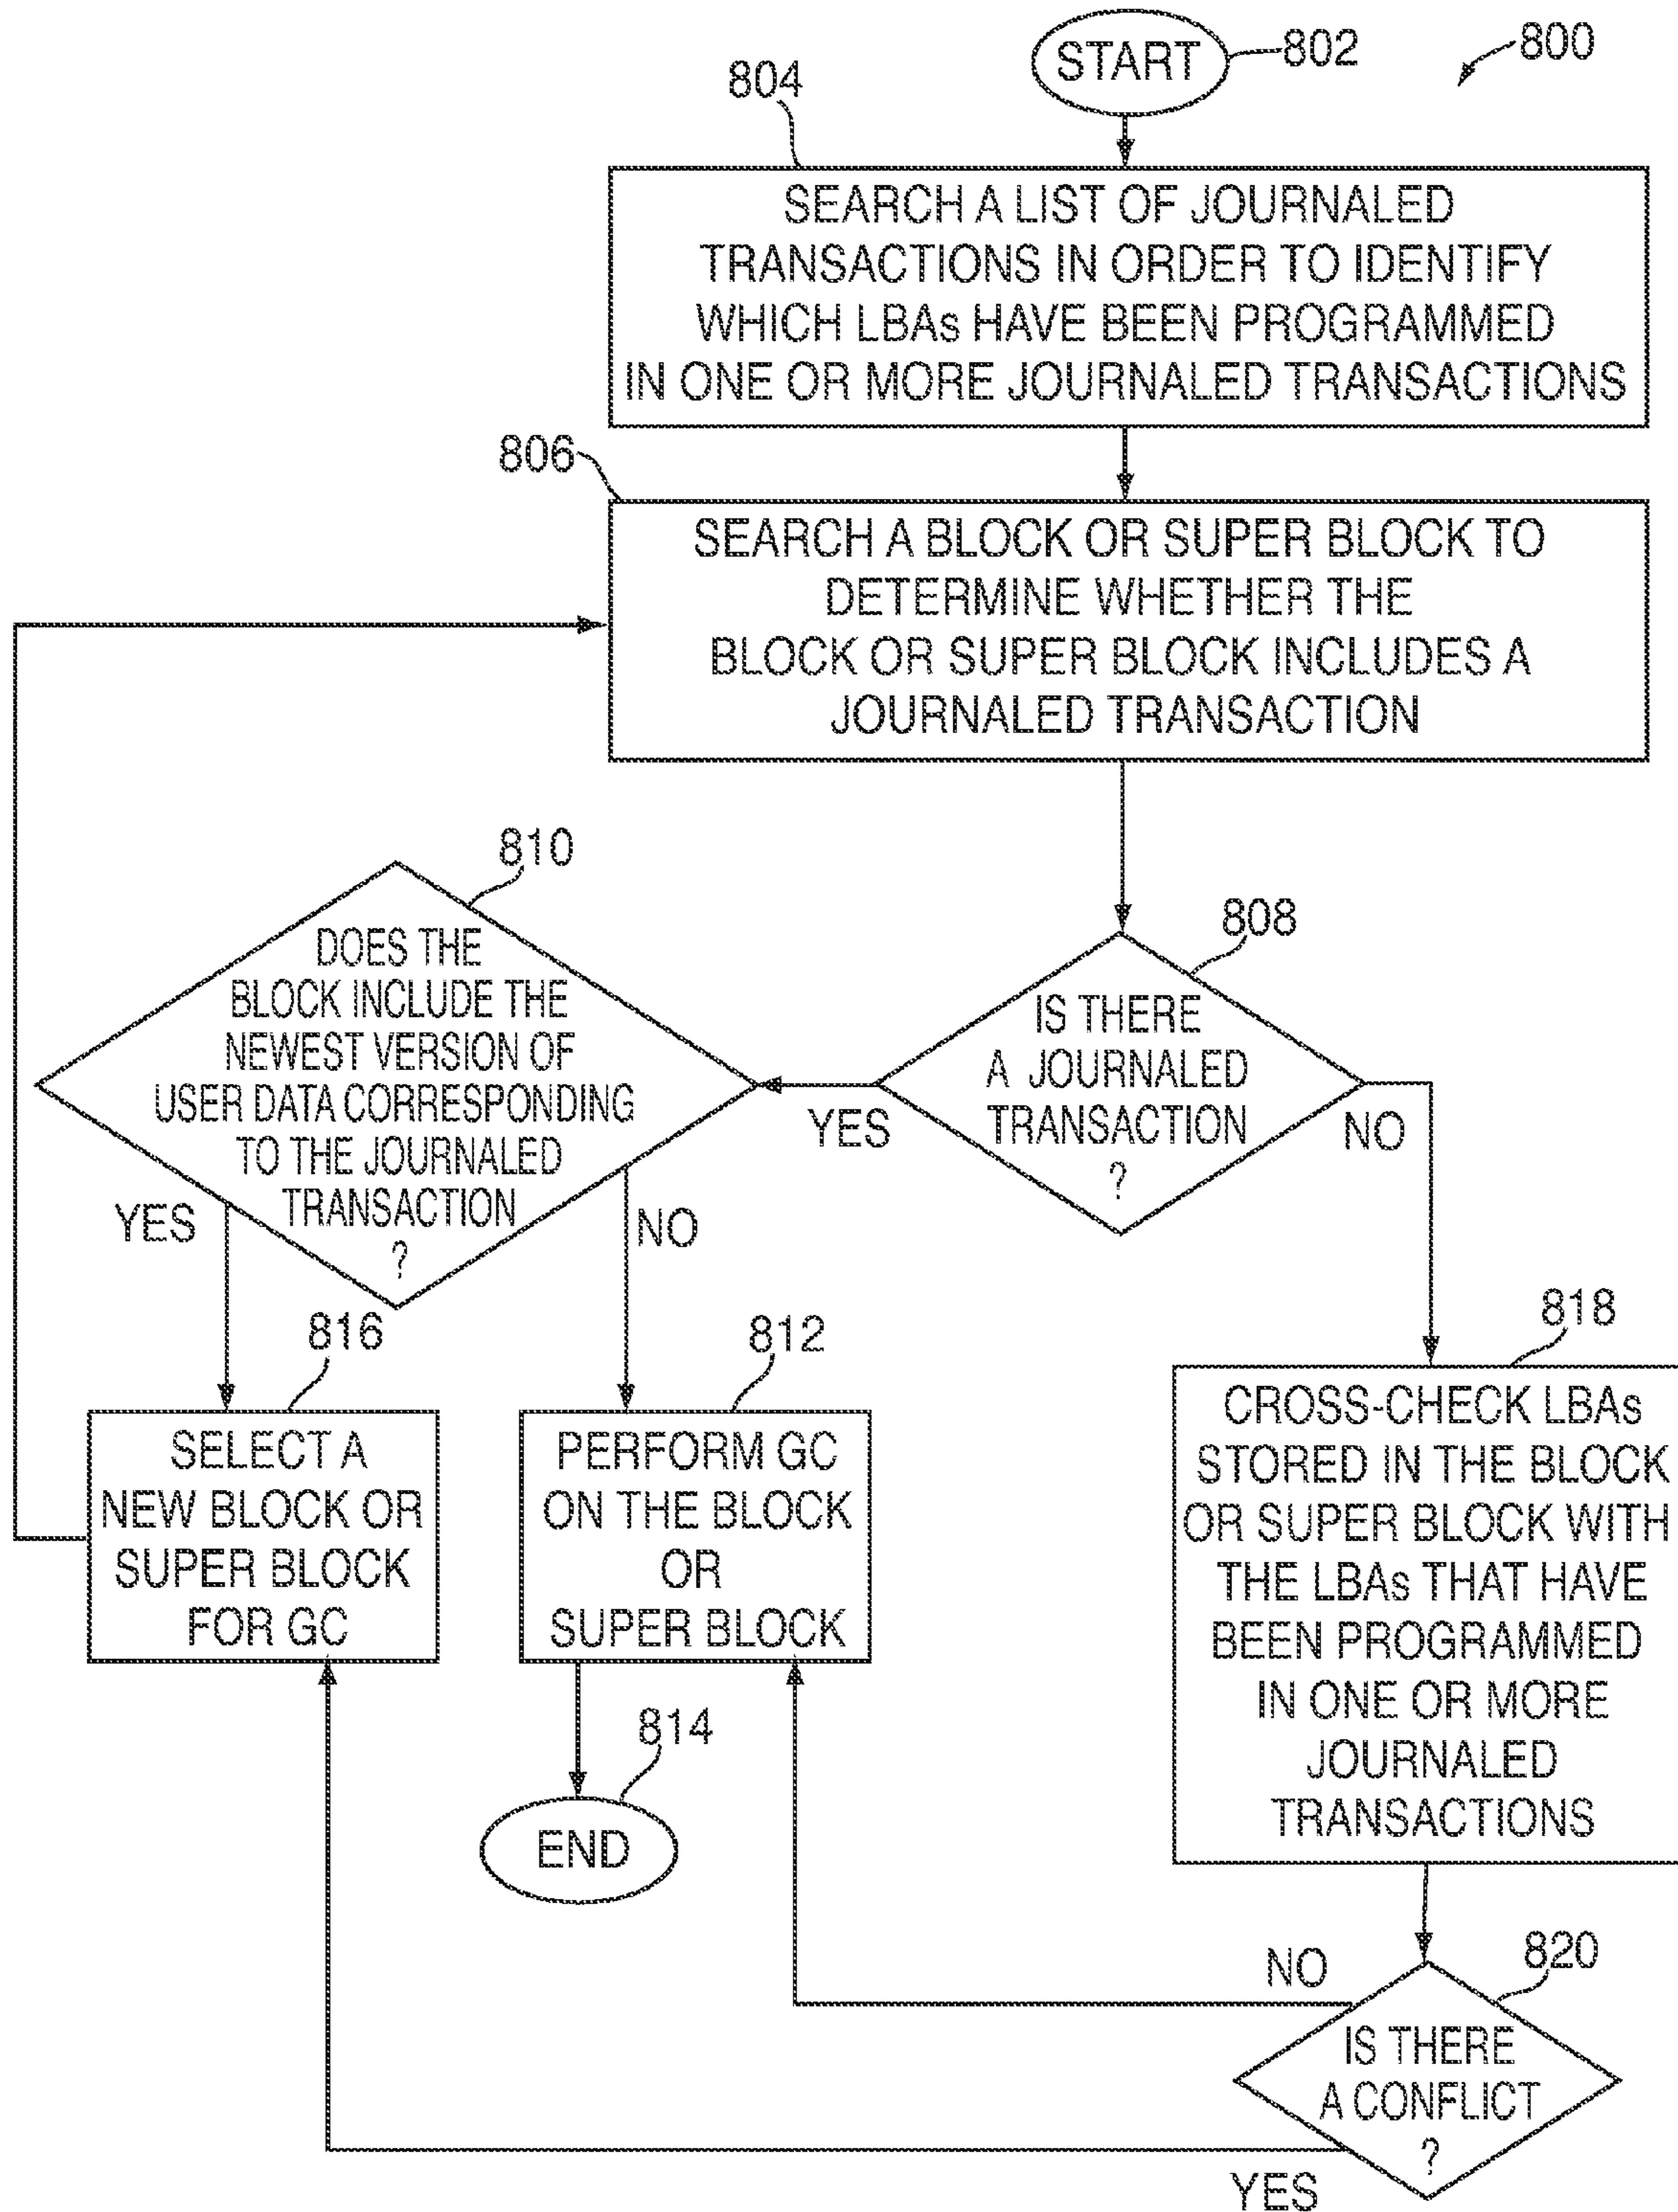 START
802
800
804
SEARCH A LIST OF JOURNALED
TRANSACTIONS IN ORDER TO IDENTIFY
WHICH LBAs HAVE BEEN PROGRAMMED
IN ONE OR MORE JOURNALED TRANSACTIONS
806
SEARCH A BLOCK OR SUPER BLOCK TO
DETERMINE WHETHER THE
BLOCK OR SUPER BLOCK INCLUDES A
JOURNALED TRANSACTION
810
DOES THE
BLOCK INCLUDE THE
NEWEST VERSION OF
USER DATA CORRESPONDING
TO THE JOURNALED
TRANSACTION
?
808
IS THERE
A JOURNALED
TRANSACTION
?
YES
NO
YES
NO
816
SELECT A
NEW BLOCK OR
SUPER BLOCK
FOR GC
812
PERFORM GC
ON THE BLOCK
OR
SUPER BLOCK
818
CROSS-CHECK LBAs
STORED IN THE BLOCK
OR SUPER BLOCK WITH
THE LBAs THAT HAVE
BEEN PROGRAMMED
IN ONE OR MORE
JOURNALED
TRANSACTIONS
814
END
820
NO
IS THERE
A CONFLICT
?
YES